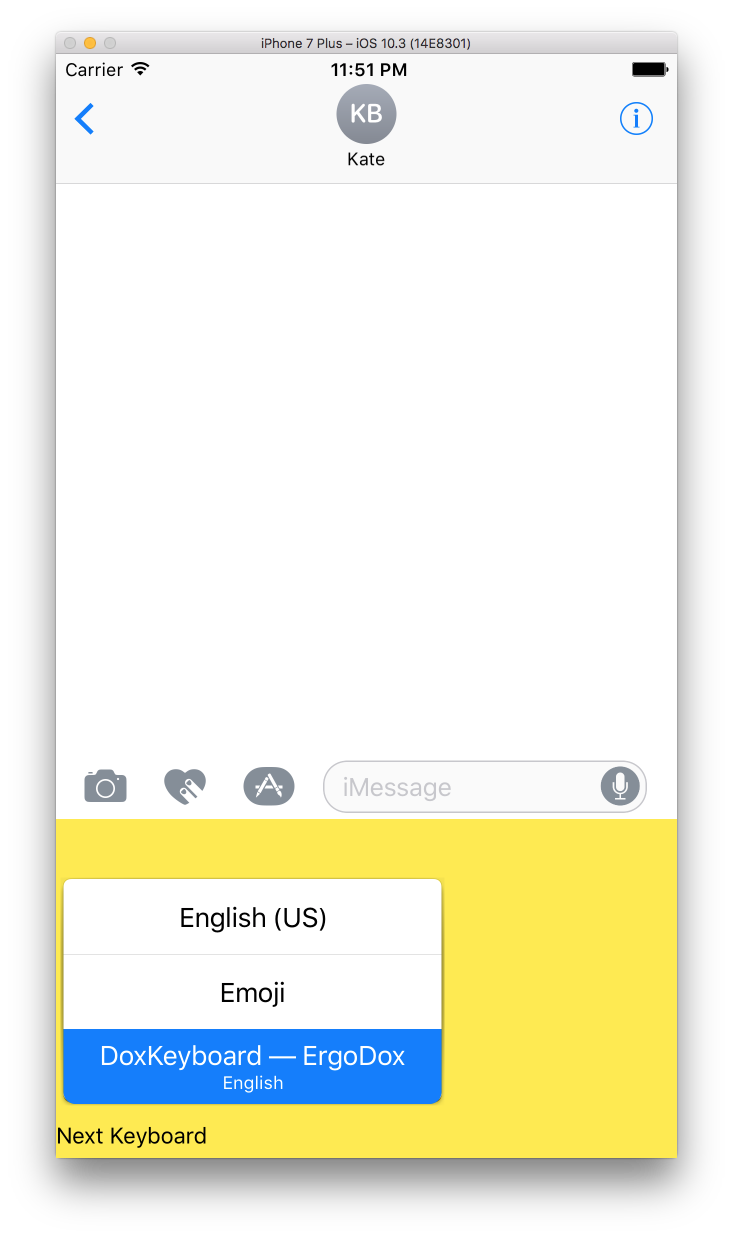 iPhone 7 Plus – iOS 10.3 (14E8301)
Carrier 11:51 PM
KB
Kate
iMessage
English (US)
Emoji
DoxKeyboard — ErgoDox
English
Next Keyboard